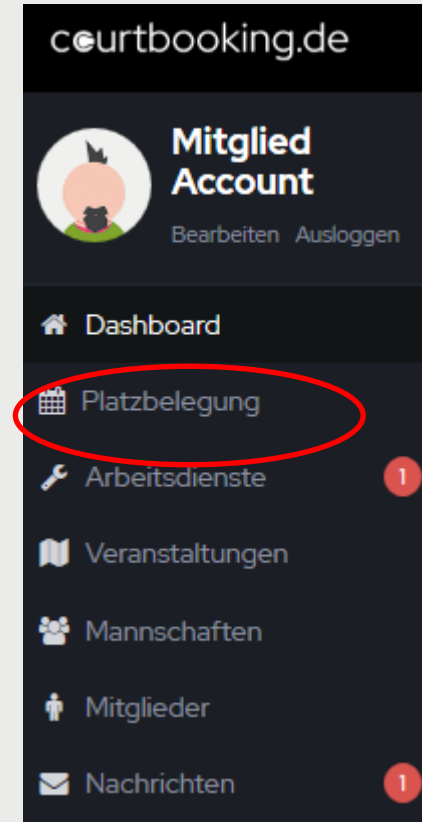 courtbooking.de
Mitglied
Account
Bearbeiten Ausloggen
Dashboard
Platzbelegung
Arbeitsdienste 1
Veranstaltungen
Mannschaften
Mitglieder
Nachrichten 1